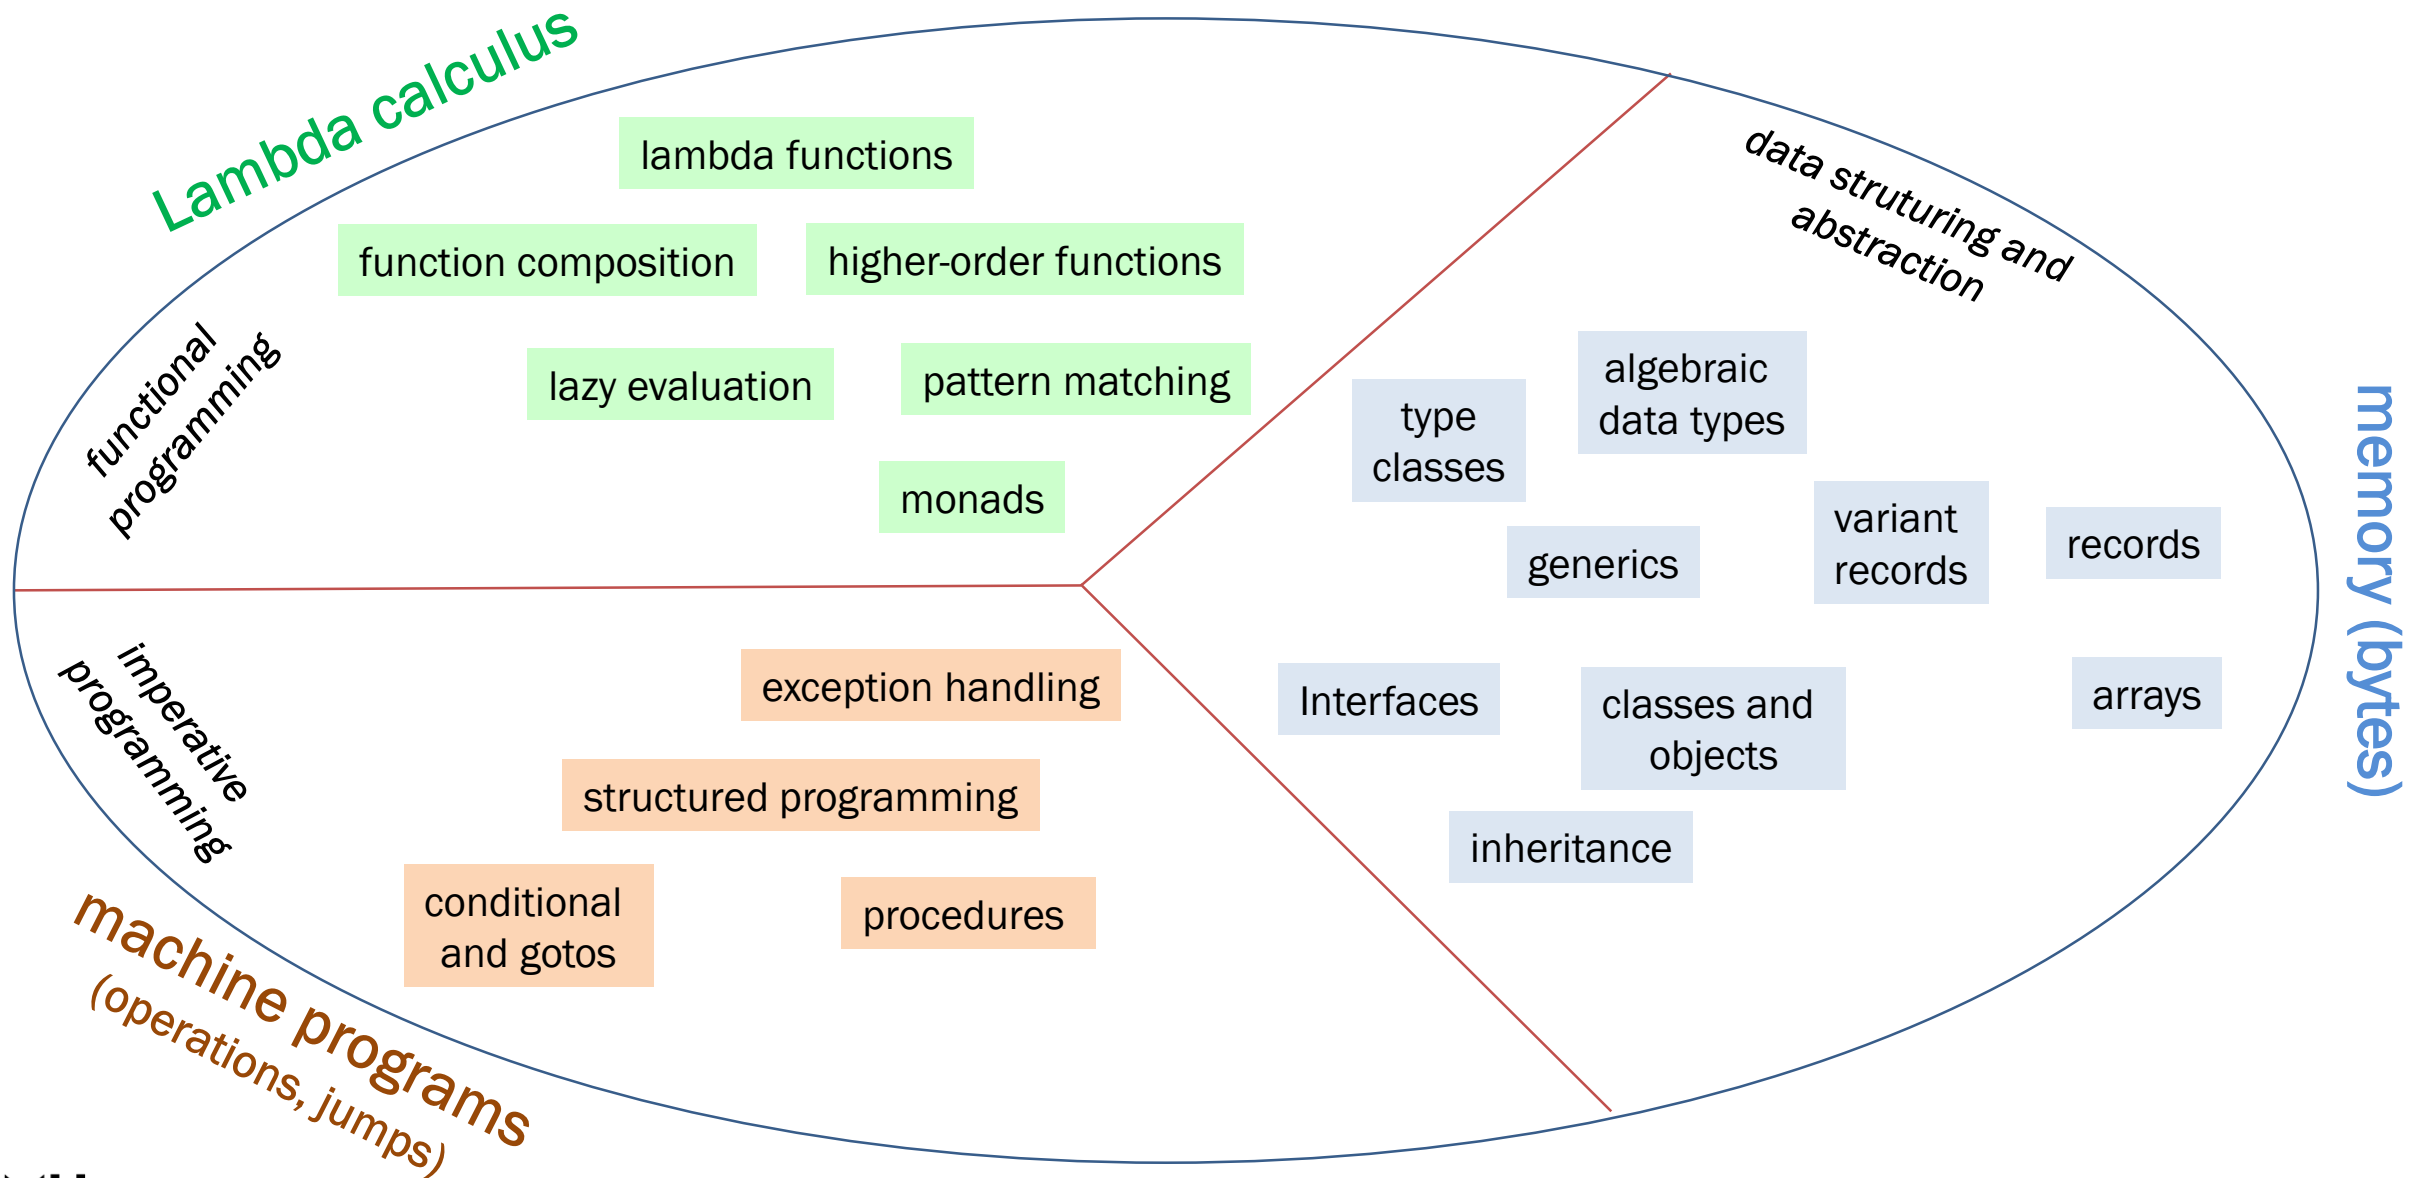 Lambda calculus
lambda functions
function composition
higher-order functions
functional
programming
lazy evaluation
pattern matching
monads
data struturing and
abstraction
type
classes
algebraic
data types
generics
variant
records
records
Interfaces
classes and
objects
arrays
inheritance
memory (bytes)
imperative
programming
exception handling
structured programming
conditional
and gotos
procedures
machine programs
(operations, jumps)